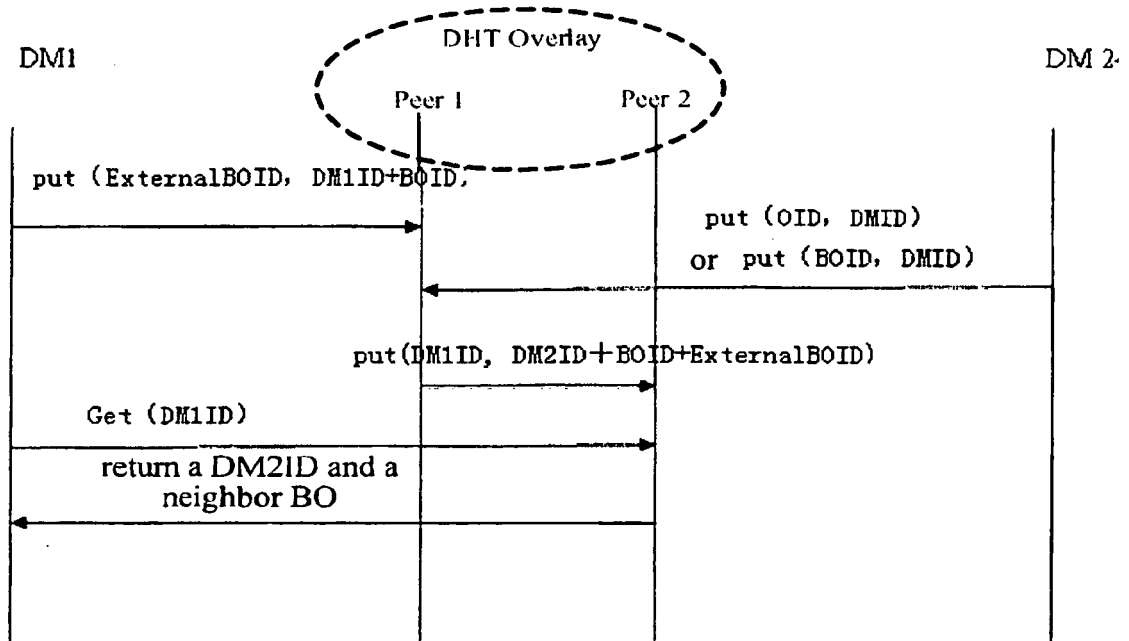 DHT Overlay
DM1
DM 2
Peer 1
Peer 2
put (ExternalBOID, DM1ID+BOID,
put (OID, DMID)
or put (BOID, DMID)
put(DM1ID, DM2ID+BOID+ExternalBOID)
Get (DM1ID)
return a DM2ID and a
neighbor BO